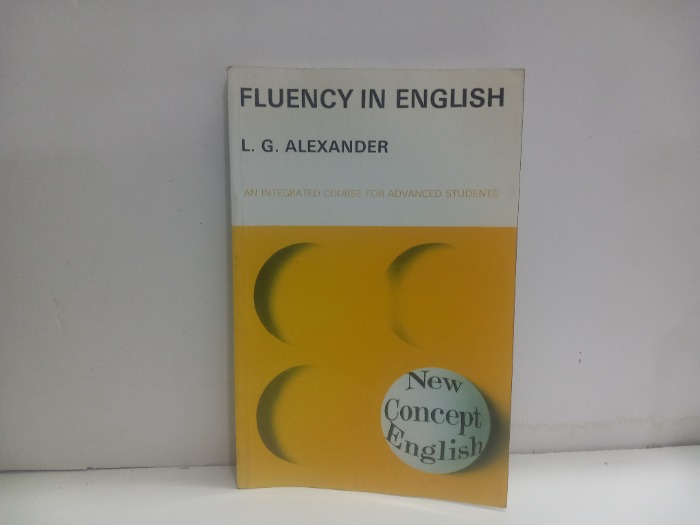 FLUENCY IN ENGLISH
L. G. ALEXANDER
AN INTEGRATED COURSE FOR ADVANCED STUDENTS
New
Concept
English